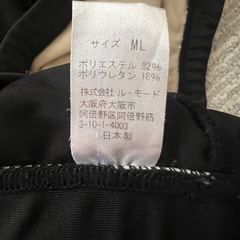 サイズ ML
ポリエステル 82%
ポリウレタン 18%
株式会社ル・モード
大阪府大阪市
阿倍野区阿倍野筋
3-10-1-4003
日本製